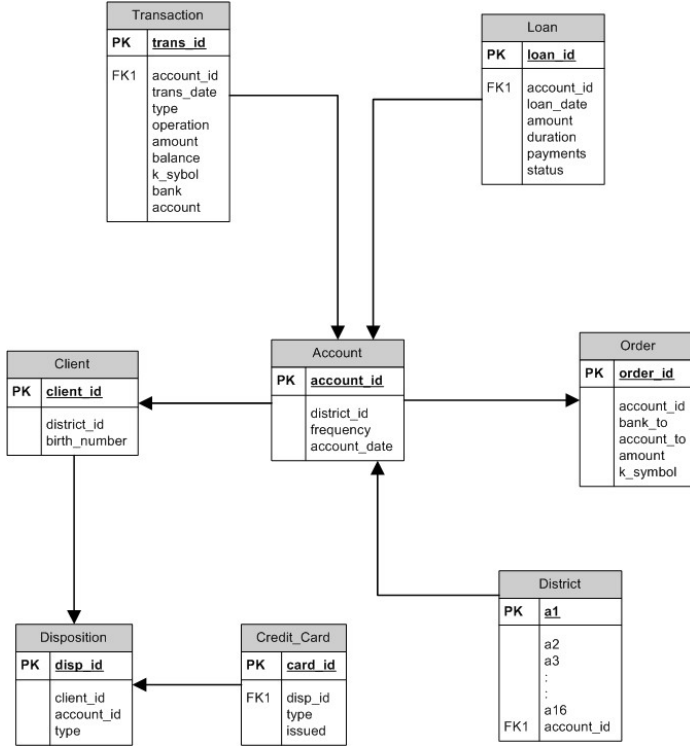 Transaction
PK trans_id
FK1 account_id
trans_date
type
operation
amount
balance
k_sybol
bank
account
Loan
PK loan_id
FK1 account_id
loan_date
amount
duration
payments
status
Client
PK client_id
district_id
birth_number
Account
PK account_id
district_id
frequency
account_date
Order
PK order_id
account_id
bank_to
account_to
amount
k_symbol
Disposition
PK disp_id
client_id
account_id
type
Credit_Card
PK card_id
FK1 disp_id
type
issued
District
PK a1
a2
a3
:
:
a16
FK1 account_id